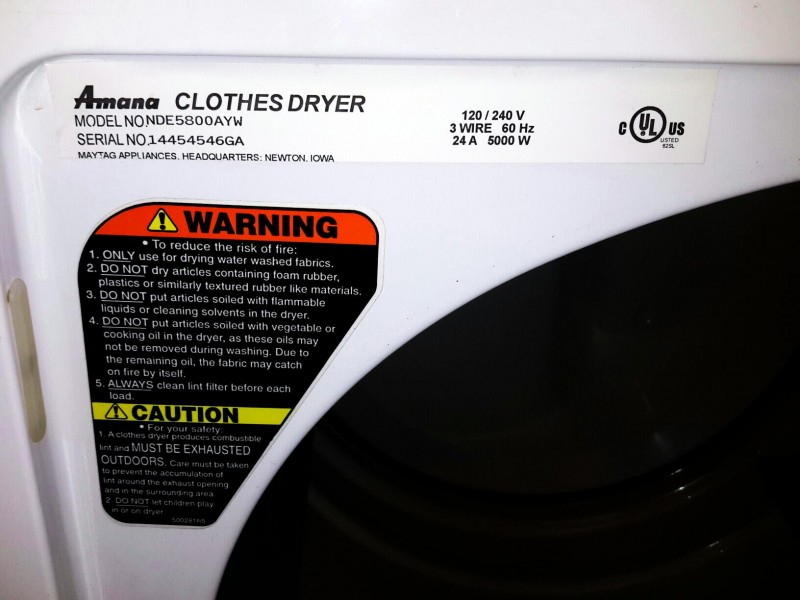 Amana CLOTHES DRYER
MODEL NO. NDE5800AYW
SERIAL NO. 14454546GA
MAYTAG APPLIANCES. HEADQUARTERS: NEWTON, IOWA
120 / 240 V
3 WIRE 60 Hz
24 A 5000 W
C UL US
LISTED
625L
WARNING
• To reduce the risk of fire:
1. ONLY use for drying water washed fabrics.
2. DO NOT dry articles containing foam rubber,
plastics or similarly textured rubber like materials.
3. DO NOT put articles soiled with flammable
liquids or cleaning solvents in the dryer.
4. DO NOT put articles soiled with vegetable or
cooking oil in the dryer, as these oils may
not be removed during washing. Due to
the remaining oil, the fabric may catch
on fire by itself.
5. ALWAYS clean lint filter before each
load.
CAUTION
• For your safety:
1. A clothes dryer produces combustible
lint and MUST BE EXHAUSTED
OUTDOORS. Care must be taken
to prevent the accumulation of
lint around the exhaust opening
and in the surrounding area
2. DO NOT let children play
in or on dryer.